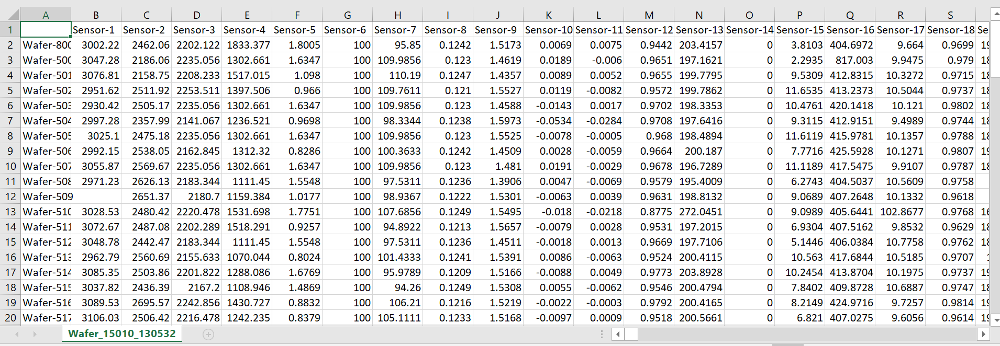 A B C D E F G H I J K L M N O P Q R S
1 Sensor-1 Sensor-2 Sensor-3 Sensor-4 Sensor-5 Sensor-6 Sensor-7 Sensor-8 Sensor-9 Sensor-10 Sensor-11 Sensor-12 Sensor-13 Sensor-14 Sensor-15 Sensor-16 Sensor-17 Sensor-18 Se
2 Wafer-80 3002.22 2462.06 2202.122 1833.377 1.8005 100 95.85 0.1242 1.5173 0.0069 0.0075 0.9442 203.4157 0 3.8103 404.6972 9.664 0.9699
3 Wafer-50 3047.28 2186.06 2235.056 1302.661 1.6347 100 109.9856 0.123 1.4619 0.0189 -0.006 0.9651 197.1621 0 2.2935 817.003 9.9475 0.979
4 Wafer-501 3076.81 2158.75 2208.233 1517.015 1.098 100 110.19 0.1247 1.4357 0.0089 0.0052 0.9655 199.7795 0 9.5309 412.8315 10.3272 0.9715
5 Wafer-502 2951.62 2511.92 2253.511 1397.506 0.966 100 109.7611 0.121 1.5527 0.0119 -0.0082 0.9572 199.7862 0 11.6535 413.2373 10.5044 0.9737
6 Wafer-503 2930.42 2505.17 2235.056 1302.661 1.6347 100 109.9856 0.123 1.4588 -0.0143 0.0017 0.9702 198.3353 0 10.4761 420.1418 10.121 0.9802
7 Wafer-504 2997.28 2357.99 2141.067 1236.521 0.9698 100 98.3344 0.1238 1.5973 -0.0534 -0.0284 0.9708 197.6416 0 9.3115 412.9151 9.4989 0.9744
8 Wafer-505 3025.1 2475.18 2235.056 1302.661 1.6347 100 109.9856 0.123 1.5525 -0.0078 -0.0005 0.968 198.4894 0 11.6119 415.9781 10.1357 0.9788
9 Wafer-506 2992.15 2538.05 2162.845 1312.32 0.8286 100 100.3633 0.1242 1.4509 0.0028 -0.0059 0.9664 200.187 0 7.7716 425.5928 10.1271 0.9807
10 Wafer-507 3055.87 2569.67 2235.056 1302.661 1.6347 100 109.9856 0.123 1.481 0.0191 -0.0029 0.9678 196.7289 0 11.1189 417.5475 9.9107 0.9787
11 Wafer-508 2971.23 2626.13 2183.344 1111.45 1.5548 100 97.5311 0.1236 1.3906 0.0047 -0.0069 0.9579 195.4009 0 6.2743 404.5037 10.5609 0.9758
12 Wafer-509 2651.37 2180.7 1159.384 1.0177 100 98.9367 0.1222 1.5301 -0.0063 0.0039 0.9631 198.8132 0 9.0689 407.2648 10.1332 0.9618
13 Wafer-510 3028.53 2480.42 2220.478 1531.698 1.7751 100 107.6856 0.1249 1.5495 -0.018 -0.0218 0.8775 272.0451 0 9.0989 405.6441 102.8677 0.9768
14 Wafer-511 3072.67 2487.08 2202.289 1518.291 0.9257 100 94.8922 0.1213 1.5657 -0.0079 0.0028 0.9531 197.2015 0 6.9304 407.5162 9.8532 0.9629
15 Wafer-512 3048.78 2442.47 2183.344 1111.45 1.5548 100 97.5311 0.1236 1.4511 -0.0018 0.0013 0.9669 197.7106 0 5.1446 406.0384 10.7758 0.9762
16 Wafer-513 2962.79 2560.69 2155.633 1070.044 0.8024 100 101.4333 0.1241 1.5391 0.0086 -0.0063 0.9524 200.4115 0 10.563 417.6844 10.5185 0.9707
17 Wafer-514 3085.35 2503.86 2201.822 1288.086 1.6769 100 95.9789 0.1209 1.5166 -0.0088 0.0049 0.9773 203.8928 0 10.2454 413.8704 10.1975 0.9737
18 Wafer-515 3037.82 2436.39 2167.2 1108.946 1.4869 100 94.26 0.1249 1.5308 0.0055 -0.0062 0.9546 200.4794 0 7.8402 409.8728 10.6887 0.9747
19 Wafer-516 3089.53 2695.57 2242.856 1430.727 0.8832 100 106.21 0.1216 1.5219 -0.0022 -0.0003 0.9792 200.4165 0 8.2149 424.9716 9.7257 0.9814
20 Wafer-517 3106.03 2506.42 2216.478 1242.235 0.8379 100 105.1111 0.1233 1.5168 -0.0097 0.0009 0.9518 200.5661 0 6.821 407.0275 9.6056 0.9614
Wafer_15010_130532